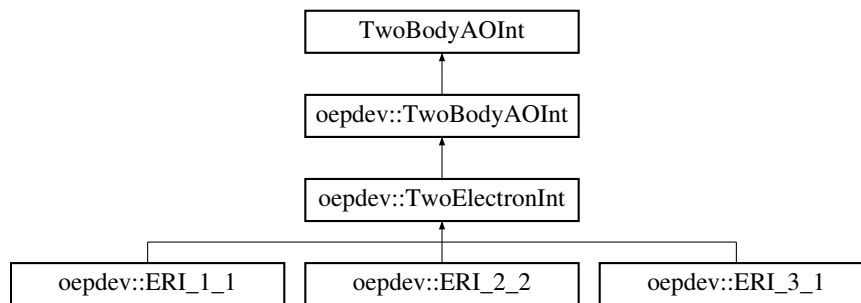 TwoBodyAOInt
oepdev::TwoBodyAOInt
oepdev::TwoElectronInt
oepdev::ERI_1_1 oepdev::ERI_2_2 oepdev::ERI_3_1